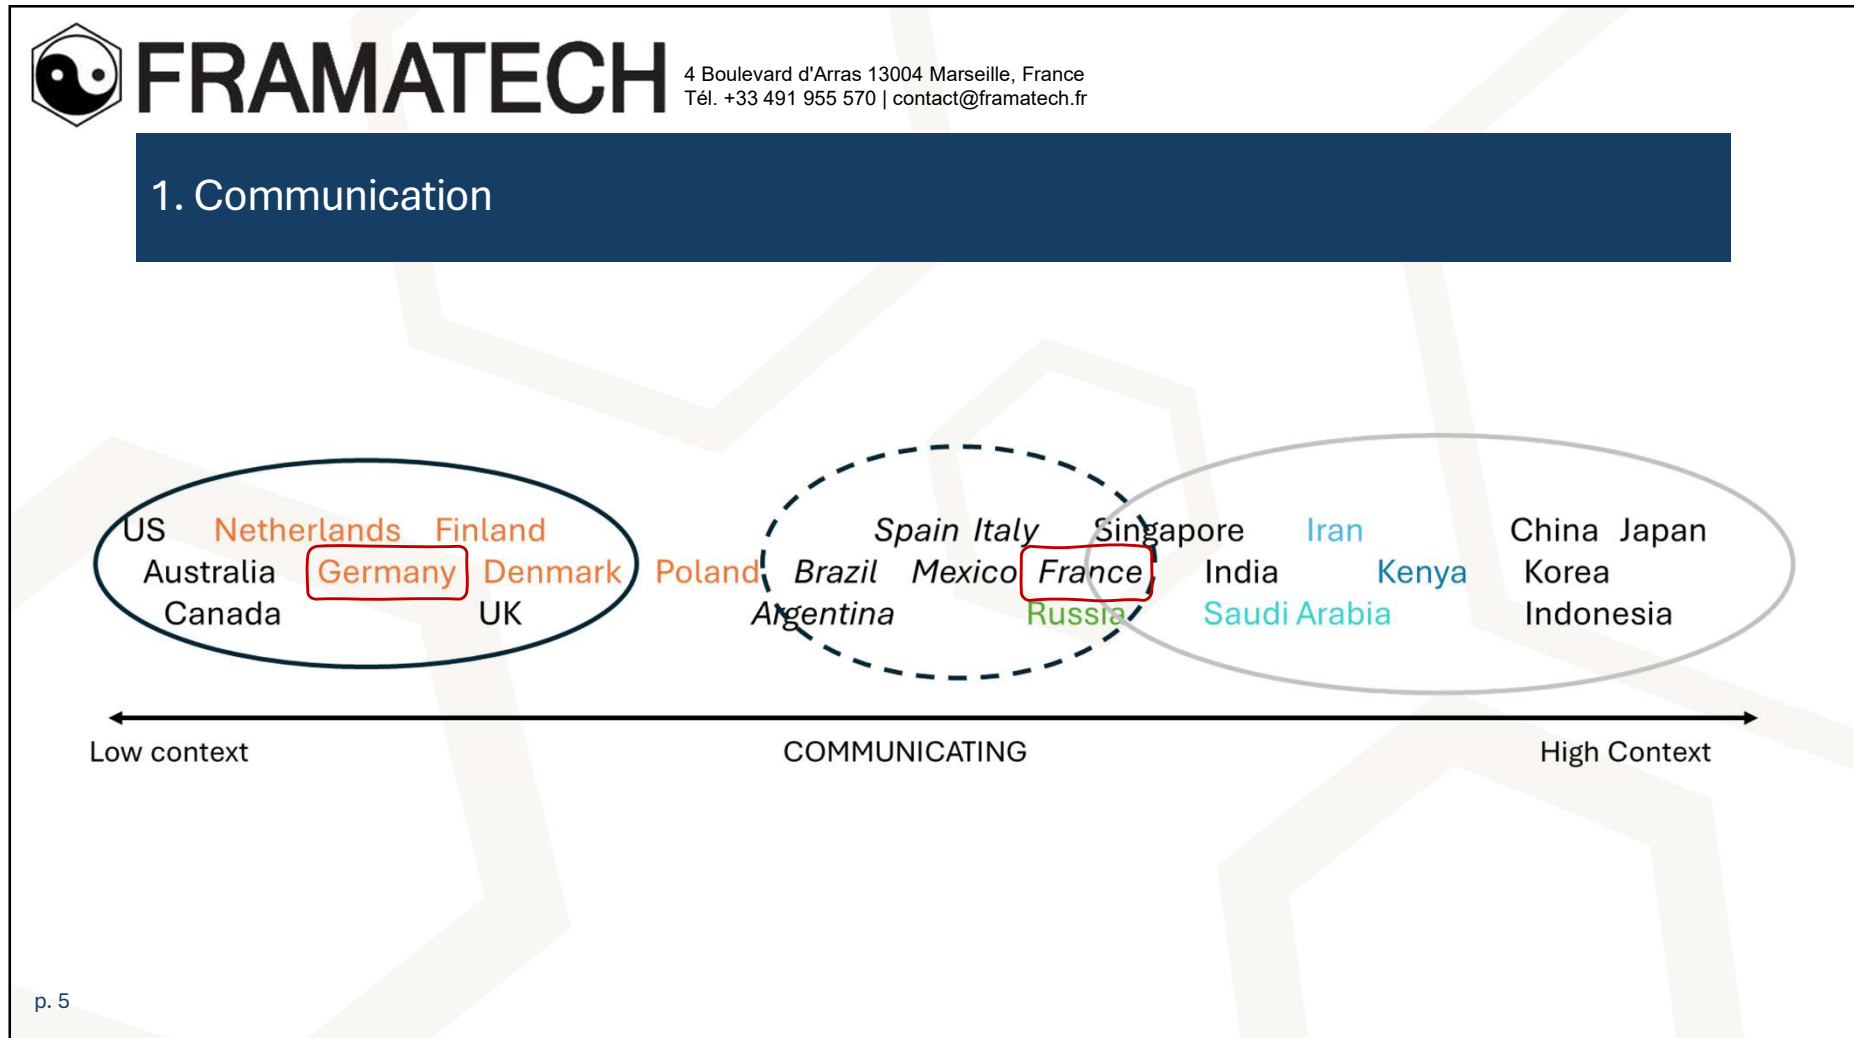 FRAMATECH
4 Boulevard d'Arras 13004 Marseille, France
Tél. +33 491 955 570 | contact@framatech.fr
1. Communication
US Netherlands Finland Spain Italy Singapore Iran China Japan
Australia Germany Denmark Poland Brazil Mexico France India Kenya Korea
Canada UK Argentina Russia Saudi Arabia Indonesia
Low context COMMUNICATING High Context
p. 5